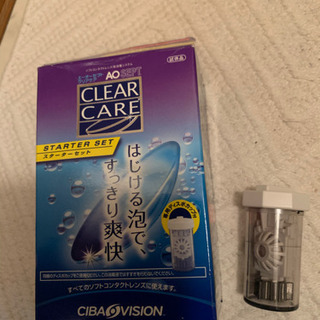 AOSEPT
CLEAR
CARE
STARTER SET
スターターセット
はじける泡で、
すっきり爽快
すべてのソフトコンタクトレンズに使えます。
CIBA VISION